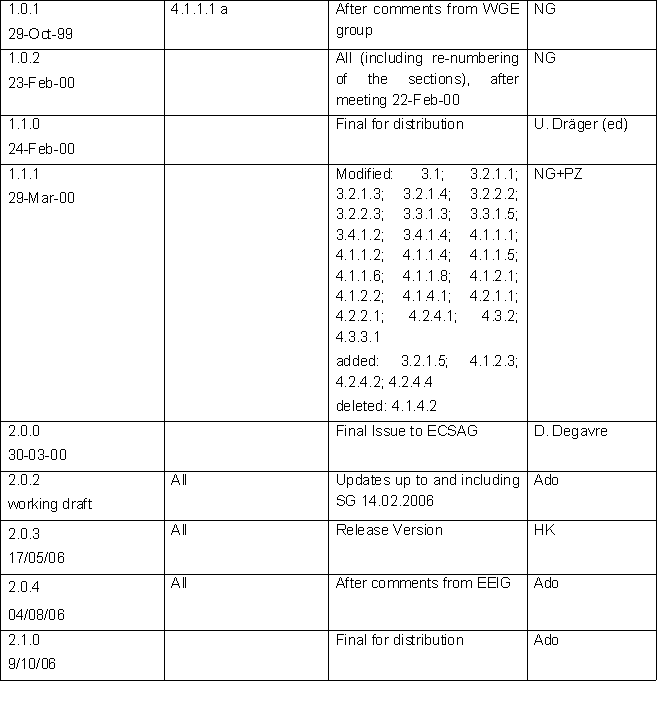 1.0.1
29-Oct-99
4.1.1.1 a
After comments from WGE
group
NG
1.0.2
23-Feb-00
All (including re-numbering
of the sections), after
meeting 22-Feb-00
NG
1.1.0
24-Feb-00
Final for distribution
U. Dräger (ed)
1.1.1
29-Mar-00
Modified: 3.1; 3.2.1.1;
3.2.1.3; 3.2.1.4; 3.2.2.2;
3.2.2.3; 3.3.1.3; 3.3.1.5;
3.4.1.2; 3.4.1.4; 4.1.1.1;
4.1.1.2; 4.1.1.4; 4.1.1.5;
4.1.1.6; 4.1.1.8; 4.1.2.1;
4.1.2.2; 4.1.4.1; 4.2.1.1;
4.2.2.1; 4.2.4.1; 4.3.2;
4.3.3.1
added: 3.2.1.5; 4.1.2.3;
4.2.4.2; 4.2.4.4
deleted: 4.1.4.2
NG+PZ
2.0.0
30-03-00
Final Issue to ECSAG
D. Degavre
2.0.2
working draft
All
Updates up to and including
SG 14.02.2006
Ado
2.0.3
17/05/06
All
Release Version
HK
2.0.4
04/08/06
All
After comments from EEIG
Ado
2.1.0
9/10/06
Final for distribution
Ado